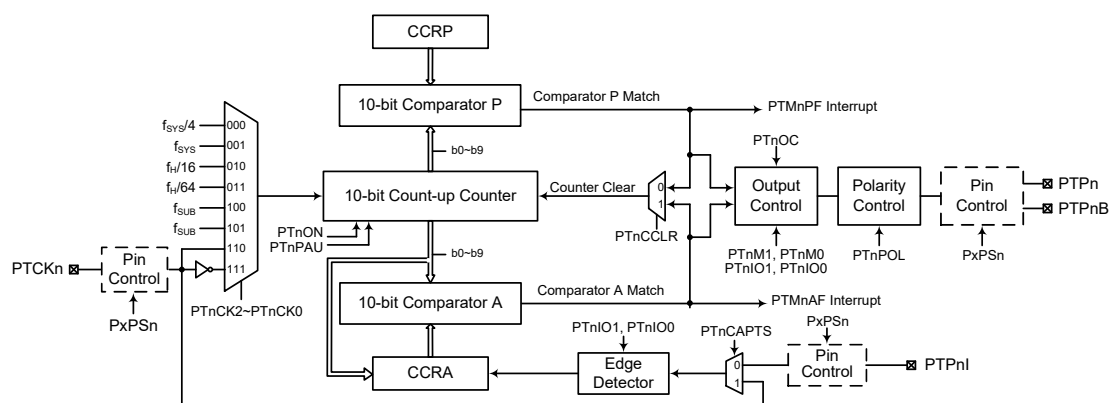 CCRP
10-bit Comparator P
Comparator P Match
PTMnPF Interrupt
b0~b9
fSYS/4
000
fSYS
001
fH/16
010
fH/64
011
fSUB
100
fSUB
101
110
111
10-bit Count-up Counter
Counter Clear
0
1
PTnCCLR
PTnOC
Output
Control
Polarity
Control
Pin
Control
PTPn
PTPnB
PTnM1, PTnM0
PTnIO1, PTnIO0
PTnPOL
PxPSn
PTnON
PTnPAU
b0~b9
PTCKn
Pin
Control
PxPSn
PTnCK2~PTnCK0
10-bit Comparator A
Comparator A Match
PTMnAF Interrupt
CCRA
PTnIO1, PTnIO0
Edge
Detector
PTnCAPTS
0
1
PxPSn
Pin
Control
PTPnI